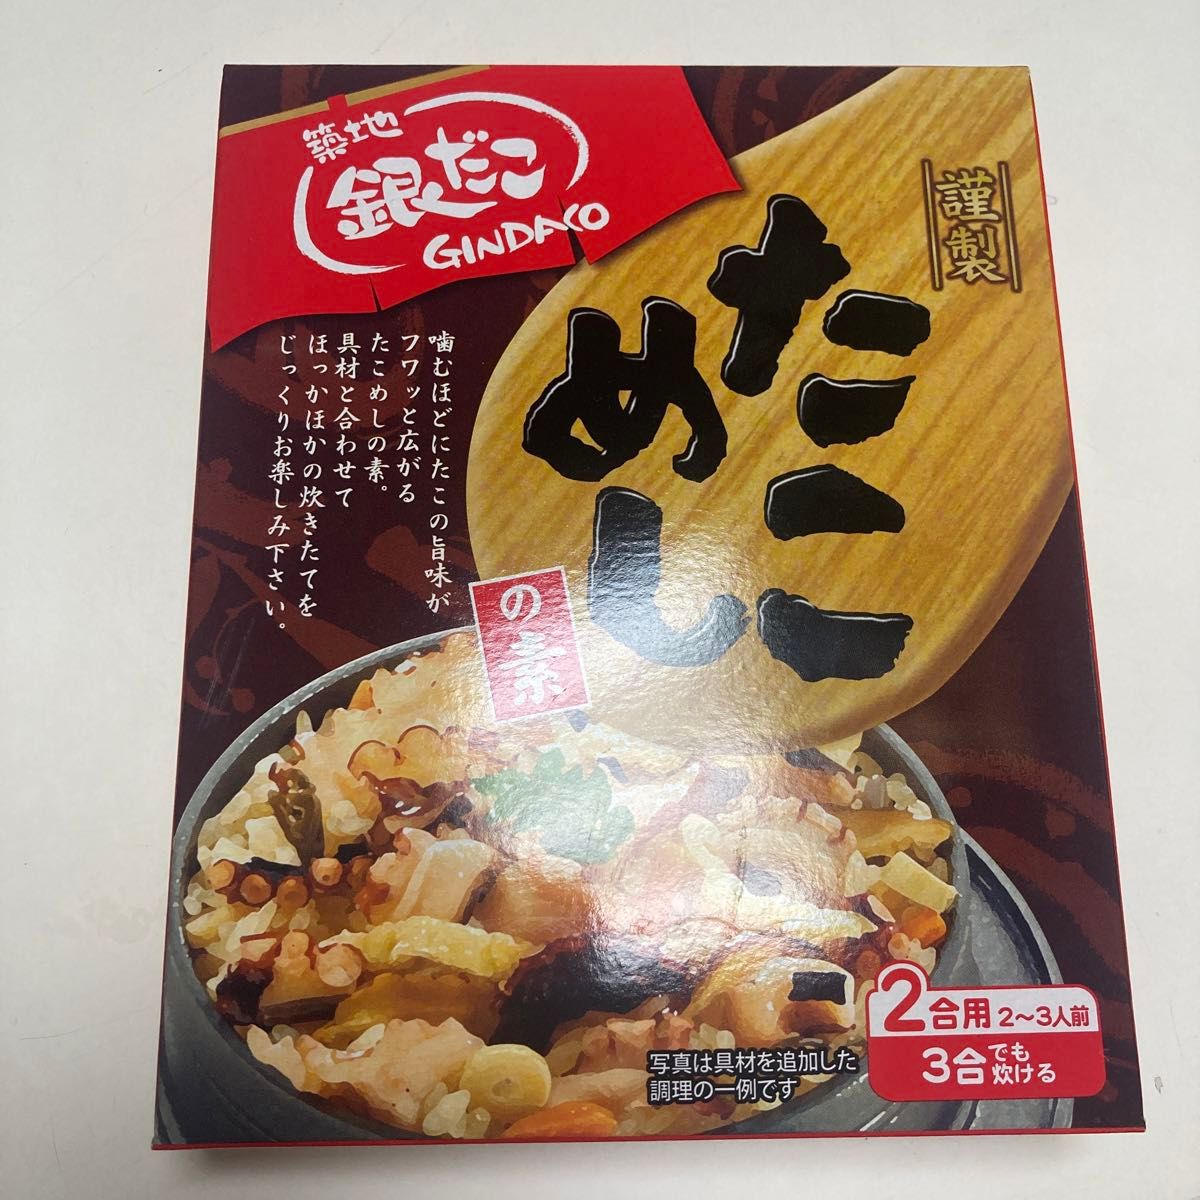 築地
銀だこ
GINDACO
謹製
たこ
めし
の素
噛むほどにたこの旨味が
フワッと広がる
たこめしの素。
具材と合わせて
ほっかほかの炊きたてを
じっくりお楽しみ下さい。
2合用 2～3人前
3合でも炊ける
写真は具材を追加した
調理の一例です